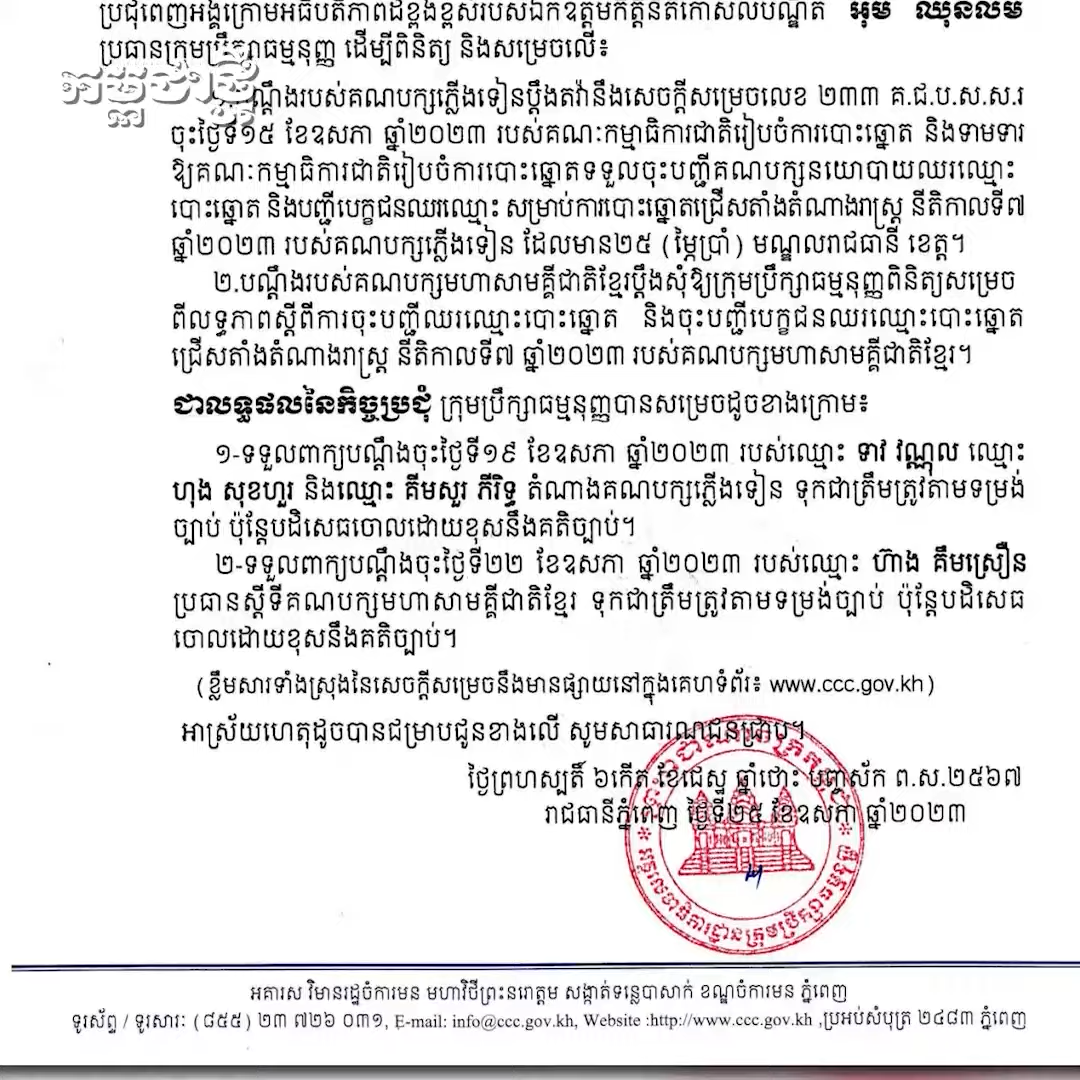 ប្រជុំពេញអង្គក្រោមអធិបតីភាពដ៏ខ្ពង់ខ្ពស់របស់ឯកឧត្តមកិត្តិនីតិកោសលបណ្ឌិត អ៊ុម ឈុនលឹម
ប្រធានក្រុមប្រឹក្សាធម្មនុញ្ញ ដើម្បីពិនិត្យ និងសម្រេចលើ៖
កម្ពុជាថ្មី
បណ្តឹងរបស់គណបក្សភ្លើងទៀនប្តឹងតវ៉ានឹងសេចក្តីសម្រេចលេខ ២៣៣ គ.ជ.ប.ស.ស.រ
ចុះថ្ងៃទី១៥ ខែឧសភា ឆ្នាំ២០២៣ របស់គណៈកម្មាធិការជាតិរៀបចំការបោះឆ្នោត និងទាមទារ
ឱ្យគណៈកម្មាធិការជាតិរៀបចំការបោះឆ្នោតទទួលចុះបញ្ជីគណបក្សនយោបាយឈរឈ្មោះ
បោះឆ្នោត និងបញ្ជីបេក្ខជនឈរឈ្មោះ សម្រាប់ការបោះឆ្នោតជ្រើសតាំងតំណាងរាស្ត្រ នីតិកាលទី៧
ឆ្នាំ២០២៣ របស់គណបក្សភ្លើងទៀន ដែលមាន២៥ (ម្ភៃប្រាំ) មណ្ឌលរាជធានី ខេត្ត។
២.បណ្តឹងរបស់គណបក្សមហាសាមគ្គីជាតិខ្មែរប្តឹងសុំឱ្យក្រុមប្រឹក្សាធម្មនុញ្ញពិនិត្យសម្រេច
ពីលទ្ធភាពស្តីពីការចុះបញ្ជីឈរឈ្មោះបោះឆ្នោត និងចុះបញ្ជីបេក្ខជនឈរឈ្មោះបោះឆ្នោត
ជ្រើសតាំងតំណាងរាស្ត្រ នីតិកាលទី៧ ឆ្នាំ២០២៣ របស់គណបក្សមហាសាមគ្គីជាតិខ្មែរ។
ជាលទ្ធផលនៃកិច្ចប្រជុំ ក្រុមប្រឹក្សាធម្មនុញ្ញបានសម្រេចដូចខាងក្រោម៖
១-ទទួលពាក្យបណ្តឹងចុះថ្ងៃទី១៩ ខែឧសភា ឆ្នាំ២០២៣ របស់ឈ្មោះ ទាវ វណ្ណុល ឈ្មោះ
ហុង សុខហួរ និងឈ្មោះ គឹមសួរ ភីរិទ្ធ តំណាងគណបក្សភ្លើងទៀន ទុកជាត្រឹមត្រូវតាមទម្រង់
ច្បាប់ ប៉ុន្តែបដិសេធចោលដោយខុសនឹងគតិច្បាប់។
២-ទទួលពាក្យបណ្តឹងចុះថ្ងៃទី២២ ខែឧសភា ឆ្នាំ២០២៣ របស់ឈ្មោះ ហ៊ាង គឹមស្រឿន
ប្រធានស្តីទីគណបក្សមហាសាមគ្គីជាតិខ្មែរ ទុកជាត្រឹមត្រូវតាមទម្រង់ច្បាប់ ប៉ុន្តែបដិសេធ
ចោលដោយខុសនឹងគតិច្បាប់។
(ខ្លឹមសារទាំងស្រុងនៃសេចក្តីសម្រេចនឹងមានផ្សាយនៅក្នុងគេហទំព័រ៖ www.ccc.gov.kh)
អាស្រ័យហេតុដូចបានជម្រាបជូនខាងលើ សូមសាធារណជនជ្រាប។
ថ្ងៃព្រហស្បតិ៍ ៦កើត ខែជេស្ឋ ឆ្នាំថោះ បញ្ចស័ក ព.ស.២៥៦៧
រាជធានីភ្នំពេញ ថ្ងៃទី២៥ ខែឧសភា ឆ្នាំ២០២៣
អគ្គលេខាធិការដ្ឋានក្រុមប្រឹក្សាធម្មនុញ្ញ
អគារស វិមានរដ្ឋចំការមន មហាវិថីព្រះនរោត្តម សង្កាត់ទន្លេបាសាក់ ខណ្ឌចំការមន ភ្នំពេញ
ទូរស័ព្ទ / ទូរសារ: (៨៥៥) ២៣ ៧២៦ ០៣១, E-mail: info@ccc.gov.kh, Website :http://www.ccc.gov.kh ,ប្រអប់សំបុត្រ ២៤៨៣ ភ្នំពេញ